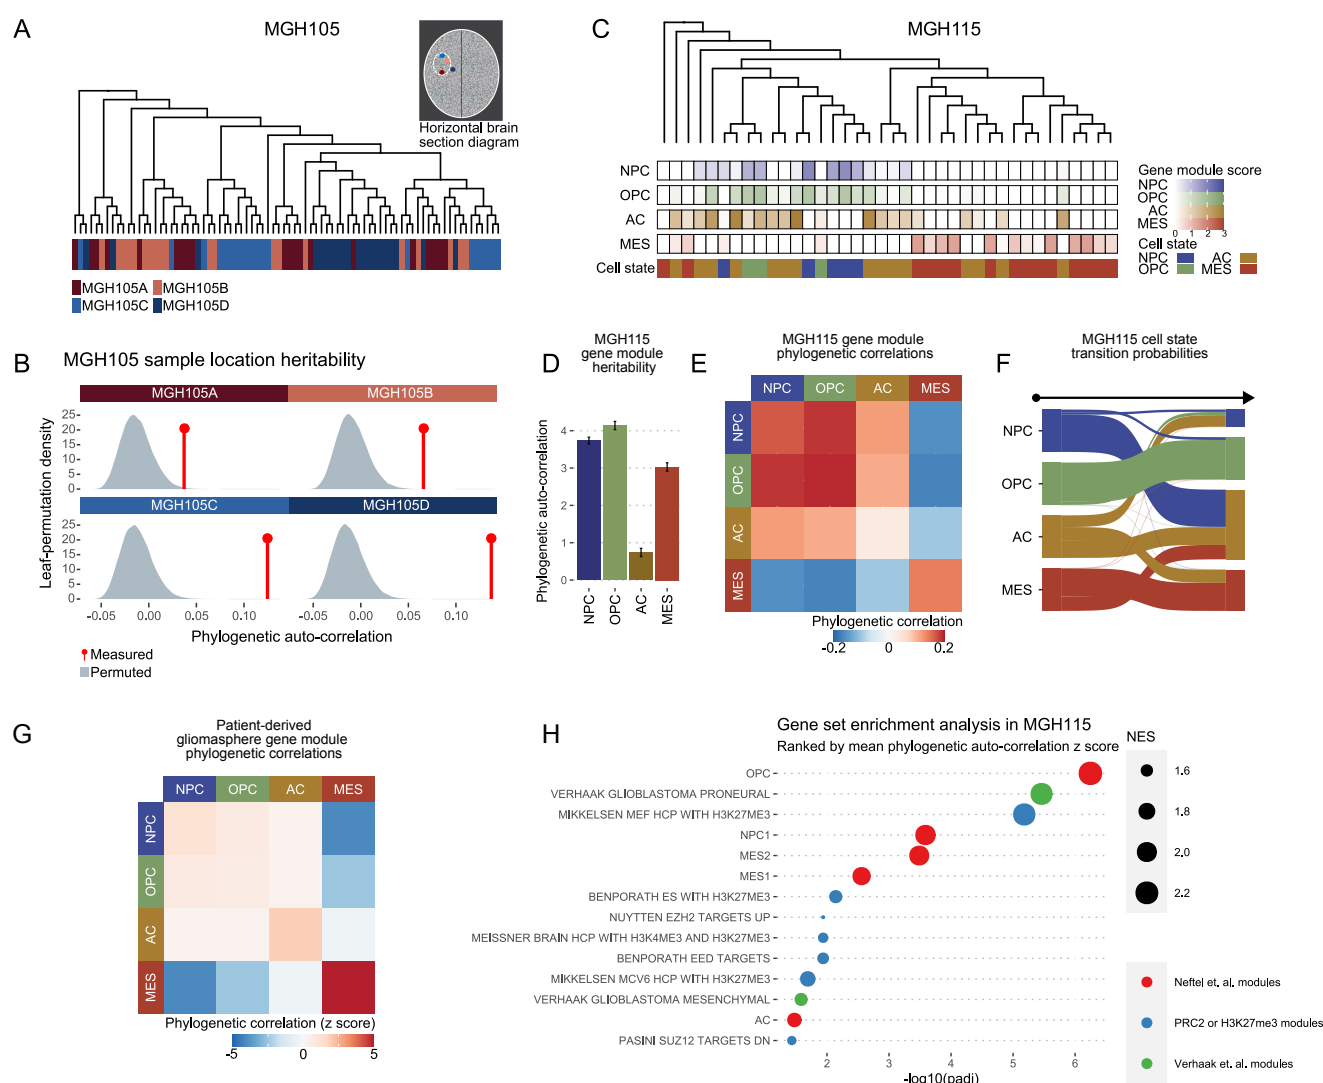 A
MGH105
Horizontal brain
section diagram
MGH105A
MGH105B
MGH105C
MGH105D
B
MGH105 sample location heritability
MGH105A
MGH105B
25
20
15
10
5
0
MGH105C
MGH105D
25
20
15
10
5
0
Leaf-permutation density
-0.05
0.00
0.05
0.10
-0.05
0.00
0.05
0.10
Phylogenetic auto-correlation
Measured
Permuted
C
MGH115
NPC
OPC
AC
MES
Cell state
Gene module score
NPC
OPC
AC
MES
0 1 2 3
Cell state
NPC
AC
OPC
MES
D
MGH115
gene module
heritability
Phylogenetic auto-correlation
4
3
2
1
0
NPC
OPC
AC
MES
E
MGH115 gene module
phylogenetic correlations
NPC
OPC
AC
MES
NPC
OPC
AC
MES
Phylogenetic correlation
-0.2
0
0.2
F
MGH115 cell state
transition probabilities
NPC
OPC
AC
MES
G
Patient-derived
gliomasphere gene module
phylogenetic correlations
NPC
OPC
AC
MES
NPC
OPC
AC
MES
Phylogenetic correlation (z score)
-5
0
5
H
Gene set enrichment analysis in MGH115
Ranked by mean phylogenetic auto-correlation z score
OPC
VERHAAK GLIOBLASTOMA PRONEURAL
MIKKELSEN MEF HCP WITH H3K27ME3
NPC1
MES2
MES1
BENPORATH ES WITH H3K27ME3
NUYTTEN EZH2 TARGETS UP
MEISSNER BRAIN HCP WITH H3K4ME3 AND H3K27ME3
BENPORATH EED TARGETS
MIKKELSEN MCV6 HCP WITH H3K27ME3
VERHAAK GLIOBLASTOMA MESENCHYMAL
AC
PASINI SUZ12 TARGETS DN
2
3
4
5
6
-log10(padj)
NES
1.6
1.8
2.0
2.2
Neftel et. al. modules
PRC2 or H3K27me3 modules
Verhaak et. al. modules